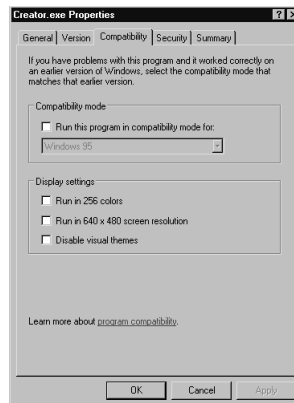 Creator.exe Properties
General Version Compatibility Security Summary
If you have problems with this program and it worked correctly on
an earlier version of Windows, select the compatibility mode that
matches that earlier version.
Compatibility mode
Run this program in compatibility mode for:
Windows 95
Display settings
Run in 256 colors
Run in 640 x 480 screen resolution
Disable visual themes
Learn more about program compatibility.
OK Cancel Apply